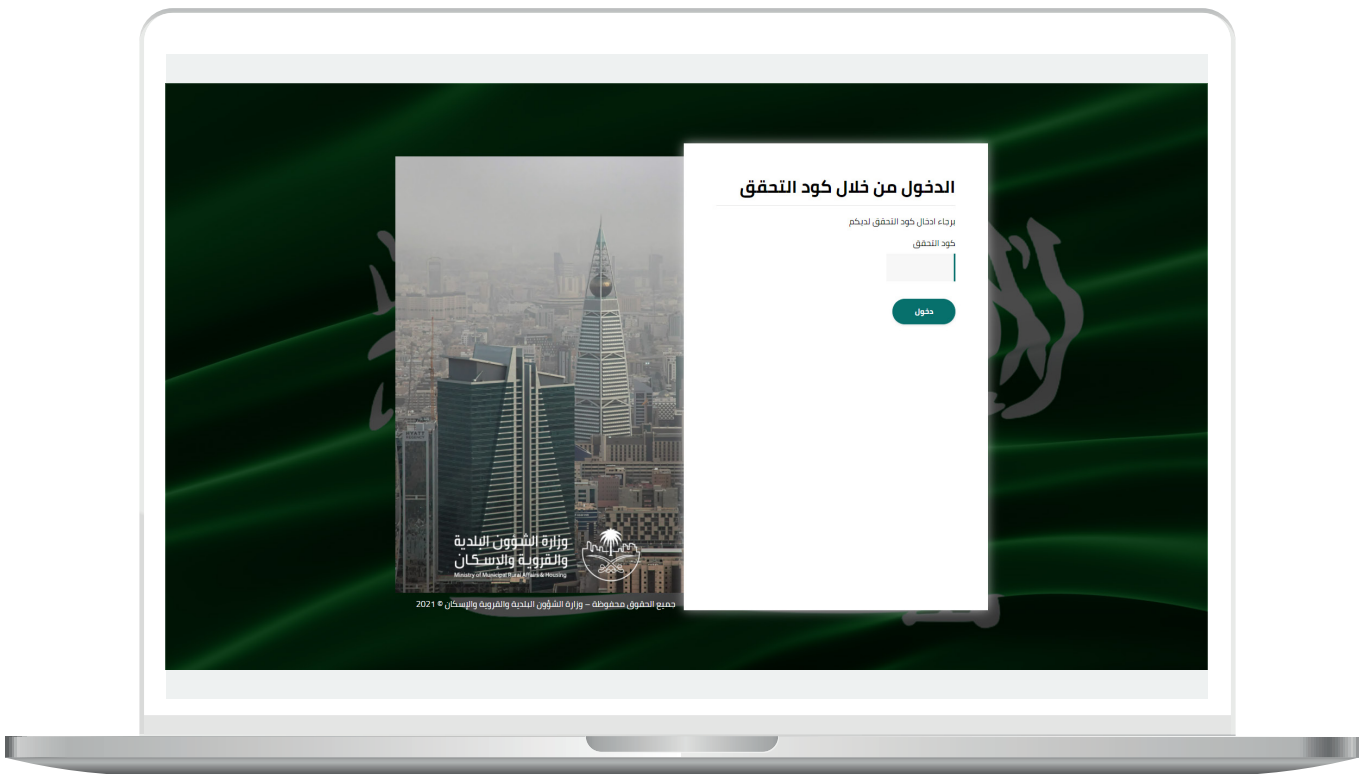 الدخول من خلال كود التحقق
برجاء ادخال كود التحقق لديكم
كود التحقق
دخول
وزارة الشؤون البلدية
والقروية والإسكان
Ministry of Municipal Rural Affairs & Housing
جميع الحقوق محفوظة – وزارة الشؤون البلدية والقروية والإسكان © 2021